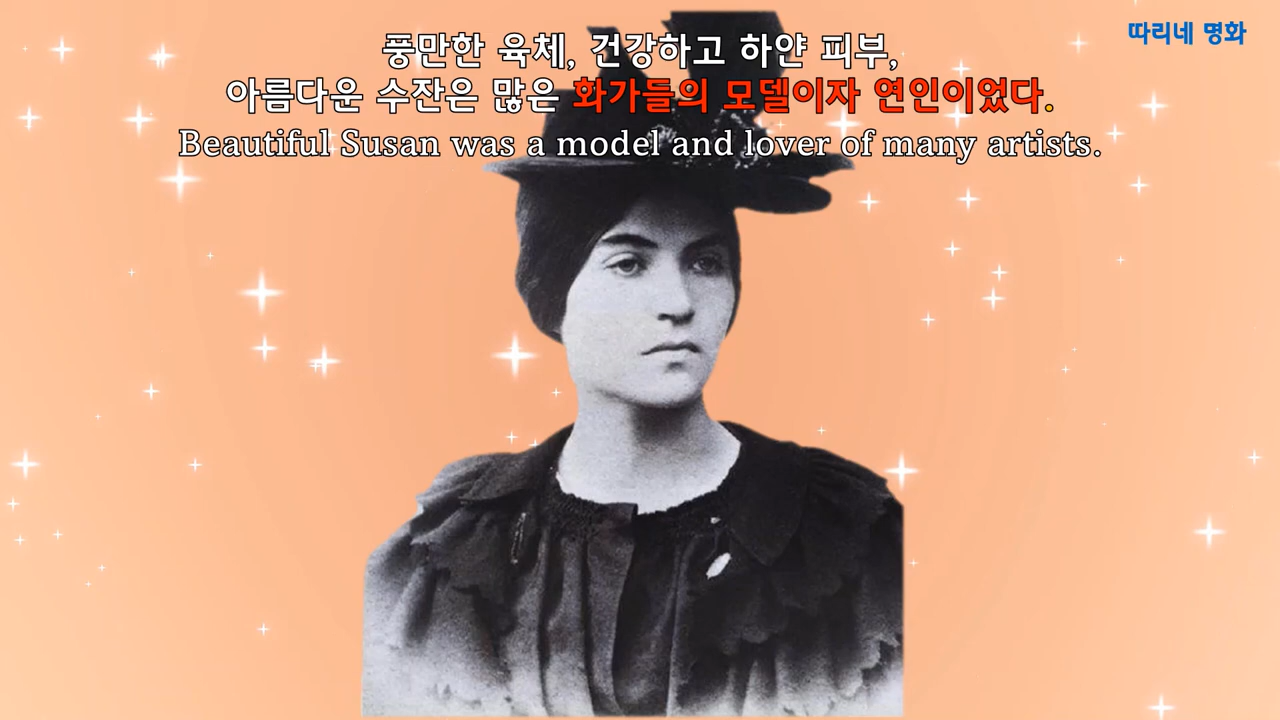 따리네 명화
풍만한 육체, 건강하고 하얀 피부,
아름다운 수잔은 많은 화가들의 모델이자 연인이었다.
Beautiful Susan was a model and lover of many artists.